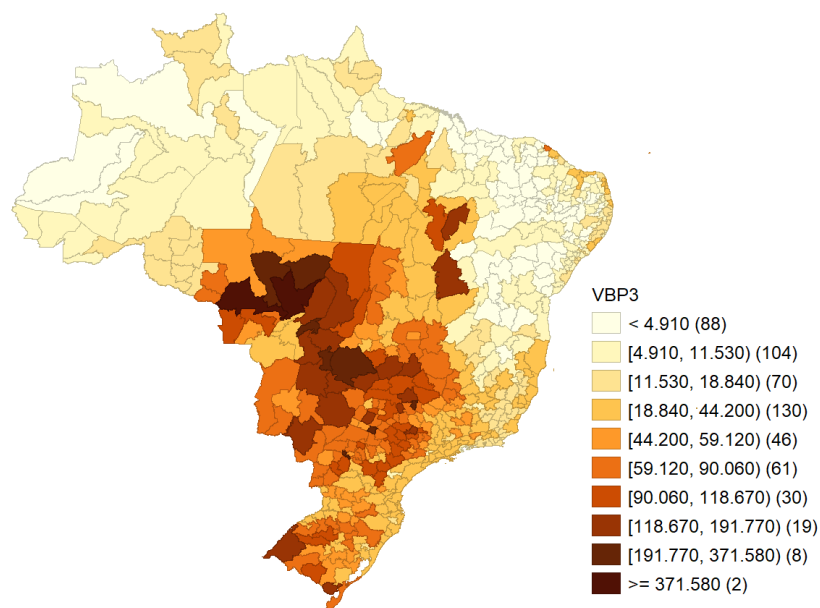 VBP3
< 4.910 (88)
[4.910, 11.530) (104)
[11.530, 18.840) (70)
[18.840, 44.200) (130)
[44.200, 59.120) (46)
[59.120, 90.060) (61)
[90.060, 118.670) (30)
[118.670, 191.770) (19)
[191.770, 371.580) (8)
>= 371.580 (2)